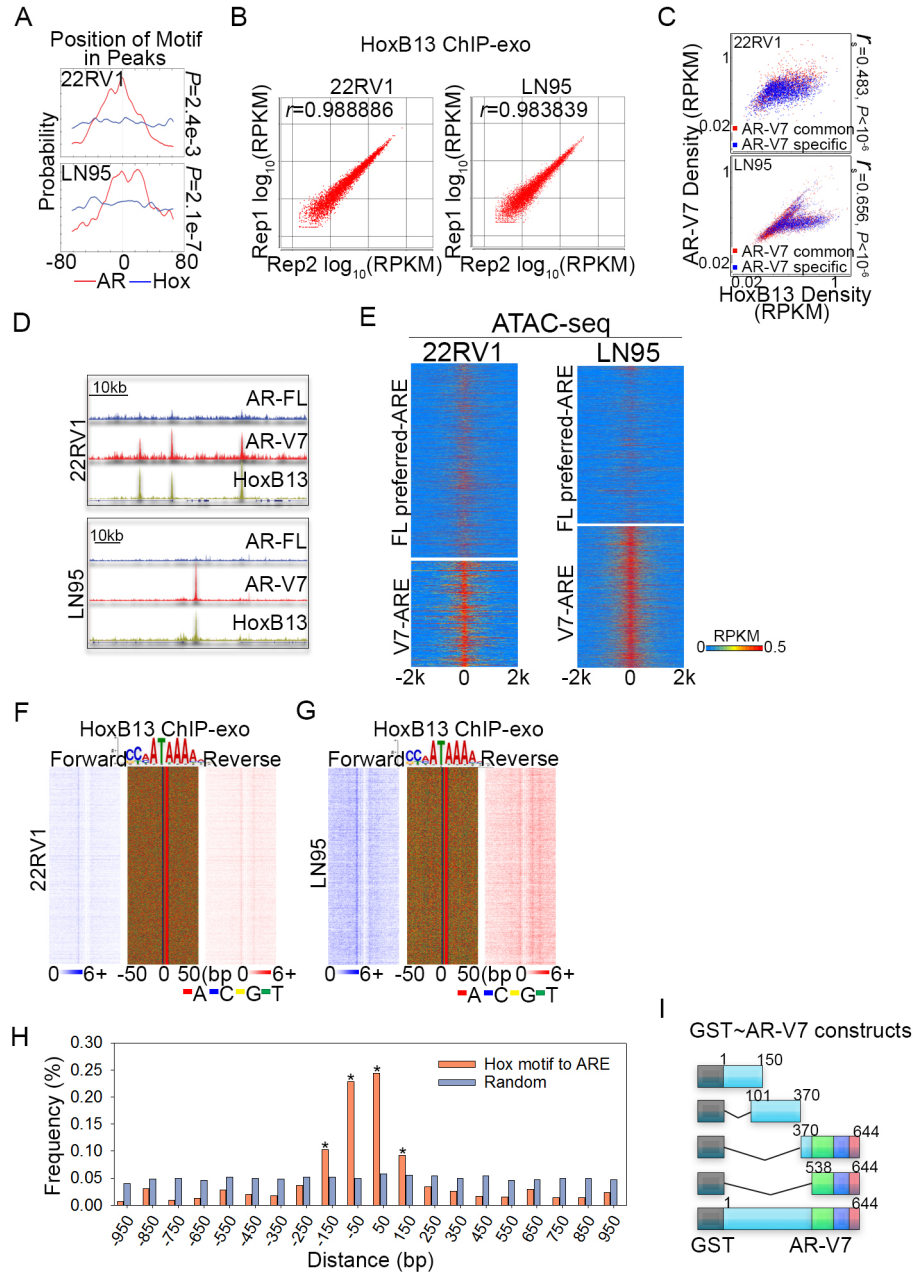 A
Position of Motif
in Peaks
22RV1
P=2.4e-3
LN95
P=2.1e-7
Probability
-80 0 80
AR Hox
B
HoxB13 ChIP-exo
22RV1
r=0.988886
Rep1 log10(RPKM)
Rep2 log10(RPKM)
LN95
r=0.983839
Rep1 log10(RPKM)
Rep2 log10(RPKM)
C
22RV1
1
0.02
AR-V7 common
AR-V7 specific
rs=0.483, P<10-6
LN95
1
0.02
AR-V7 common
AR-V7 specific
rs=0.656, P<10-6
AR-V7 Density (RPKM)
0.02 1
HoxB13 Density
(RPKM)
D
10kb
AR-FL
AR-V7
HoxB13
22RV1
10kb
AR-FL
AR-V7
HoxB13
LN95
E
ATAC-seq
22RV1 LN95
FL preferred-ARE
V7-ARE
FL preferred-ARE
V7-ARE
-2k 0 2k
-2k 0 2k
RPKM
0 0.5
F
HoxB13 ChIP-exo
Forward Reverse
CCAATAAAA
22RV1
0 6+
-50 0 50(bp
0 6+
A C G T
G
HoxB13 ChIP-exo
Forward Reverse
CCAATAAAA
LN95
0 6+
-50 0 50(bp
0 6+
A C G T
H
Frequency (%)
0.30
0.20
0.10
0.05
0.00
Hox motif to ARE
Random
* * * *
-950 -850 -750 -650 -550 -450 -350 -250 -150 -50 50 150 250 350 450 550 650 750 850 950
Distance (bp)
I
GST~AR-V7 constructs
1 150
101 370
370 644
538 644
1 644
GST AR-V7